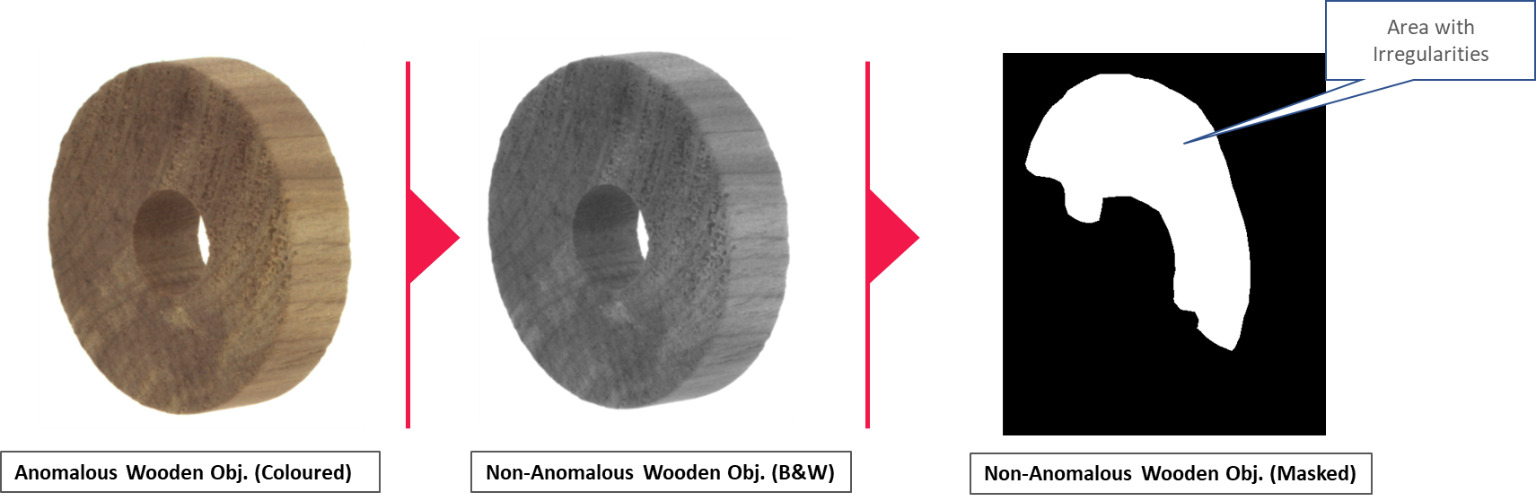 Area with
Irregularities
Anomalous Wooden Obj. (Coloured)
Non-Anomalous Wooden Obj. (B&W)
Non-Anomalous Wooden Obj. (Masked)